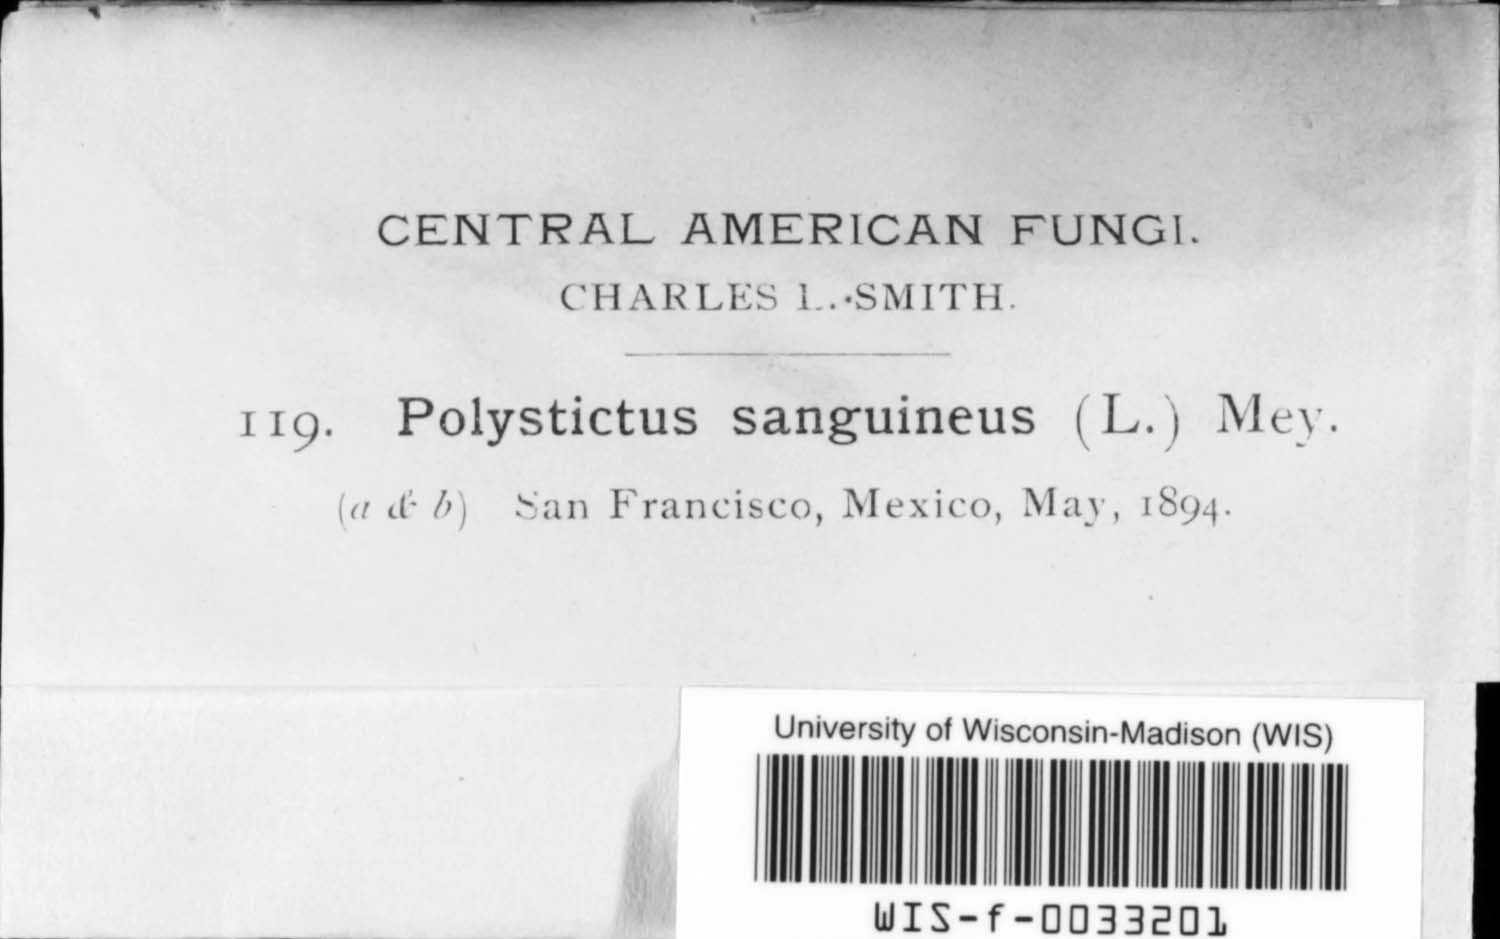 CENTRAL AMERICAN FUNGI.
CHARLES L. SMITH.
119. Polystictus sanguineus (L.) Mey.
(a & b) San Francisco, Mexico, May, 1894.
University of Wisconsin-Madison (WIS)
WIS-f-0033201